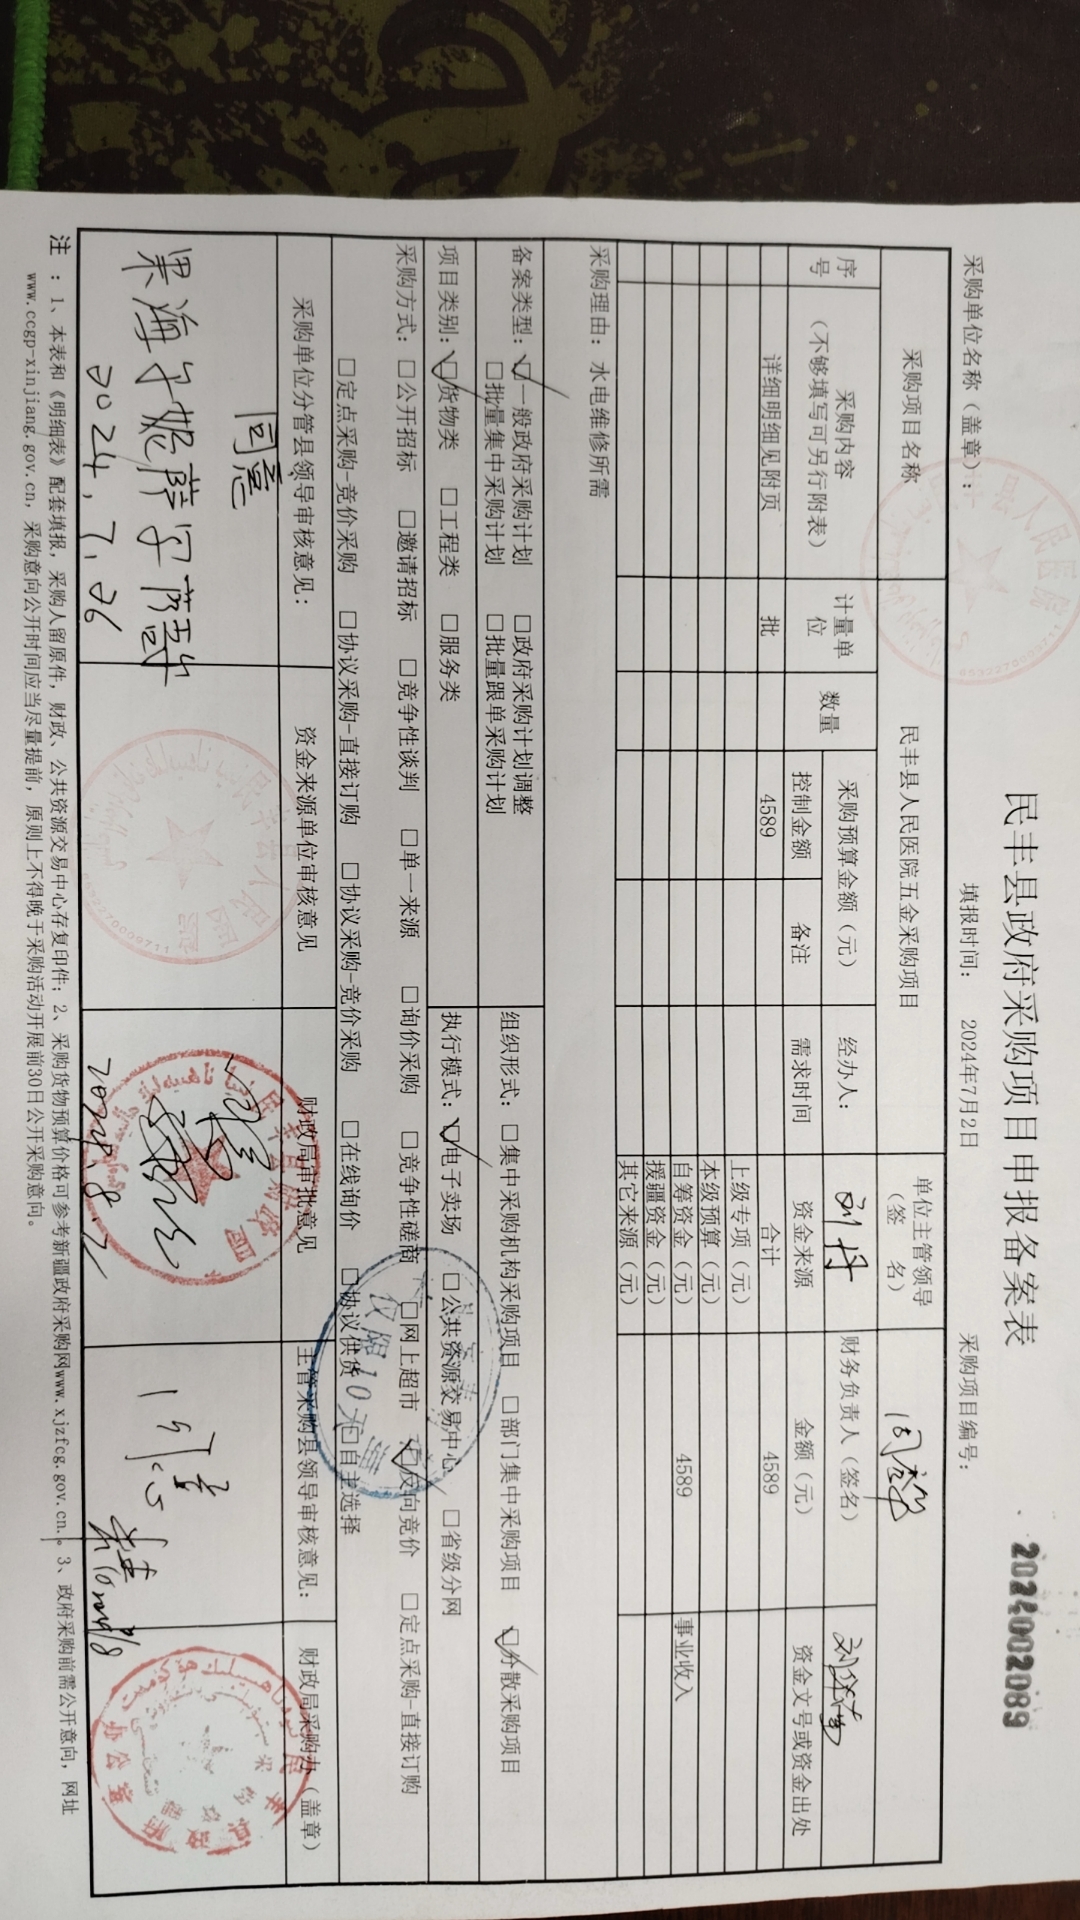 2024002089
民丰县政府采购项目申报备案表
采购单位名称（盖章）： 填报时间： 2024年7月2日 采购项目编号：
采购项目名称 民丰县人民医院五金采购项目 单位主管领导（签 名）
序号 采购内容（不够填写可另行附表） 计量单位 数量 采购预算金额（元） 经办人： 刘丹 财务负责人（签名）
控制金额 备注 需求时间 资金来源 金额（元） 资金文号或资金出处
详细明细见附页 批 4589 合计 4589
上级专项（元）
本级预算（元）
自筹资金（元） 4589 事业收入
援疆资金（元）
其它来源（元）
采购理由：水电维修所需
备案类型：☑一般政府采购计划 □政府采购计划调整
□批量集中采购计划 □批量跟单采购计划
组织形式：□集中采购机构采购项目 □部门集中采购项目 ☑分散采购项目
项目类别：☑货物类 □工程类 □服务类
执行模式：☑电子卖场 □公共资源交易中心 □省级分网
采购方式：□公开招标 □邀请招标 □竞争性谈判 □单一来源 □询价采购 □竞争性磋商 □网上超市 ☑反向竞价 □定点采购-直接订购
□定点采购-竞价采购 □协议采购-直接订购 □协议采购-竞价采购 □在线询价 □协议供货 □自主选择
仅限10天
采购单位分管县领导审核意见： 资金来源单位审核意见 财政局审批意见 主管采购县领导审核意见： 财政局采购办（盖章）
同意
2024.7.26
2024.8.2
注：1、本表和《明细表》配套填报，采购人留原件，财政、公共资源交易中心存复印件；2、采购货物预算价格可参考新疆政府采购网www.xjzfcg.gov.cn。3、政府采购前需公开意向，网址
www.ccgp-xinjiang.gov.cn，采购意向公开时间应当尽量提前，原则上不得晚于采购活动开展前30日公开采购意向。